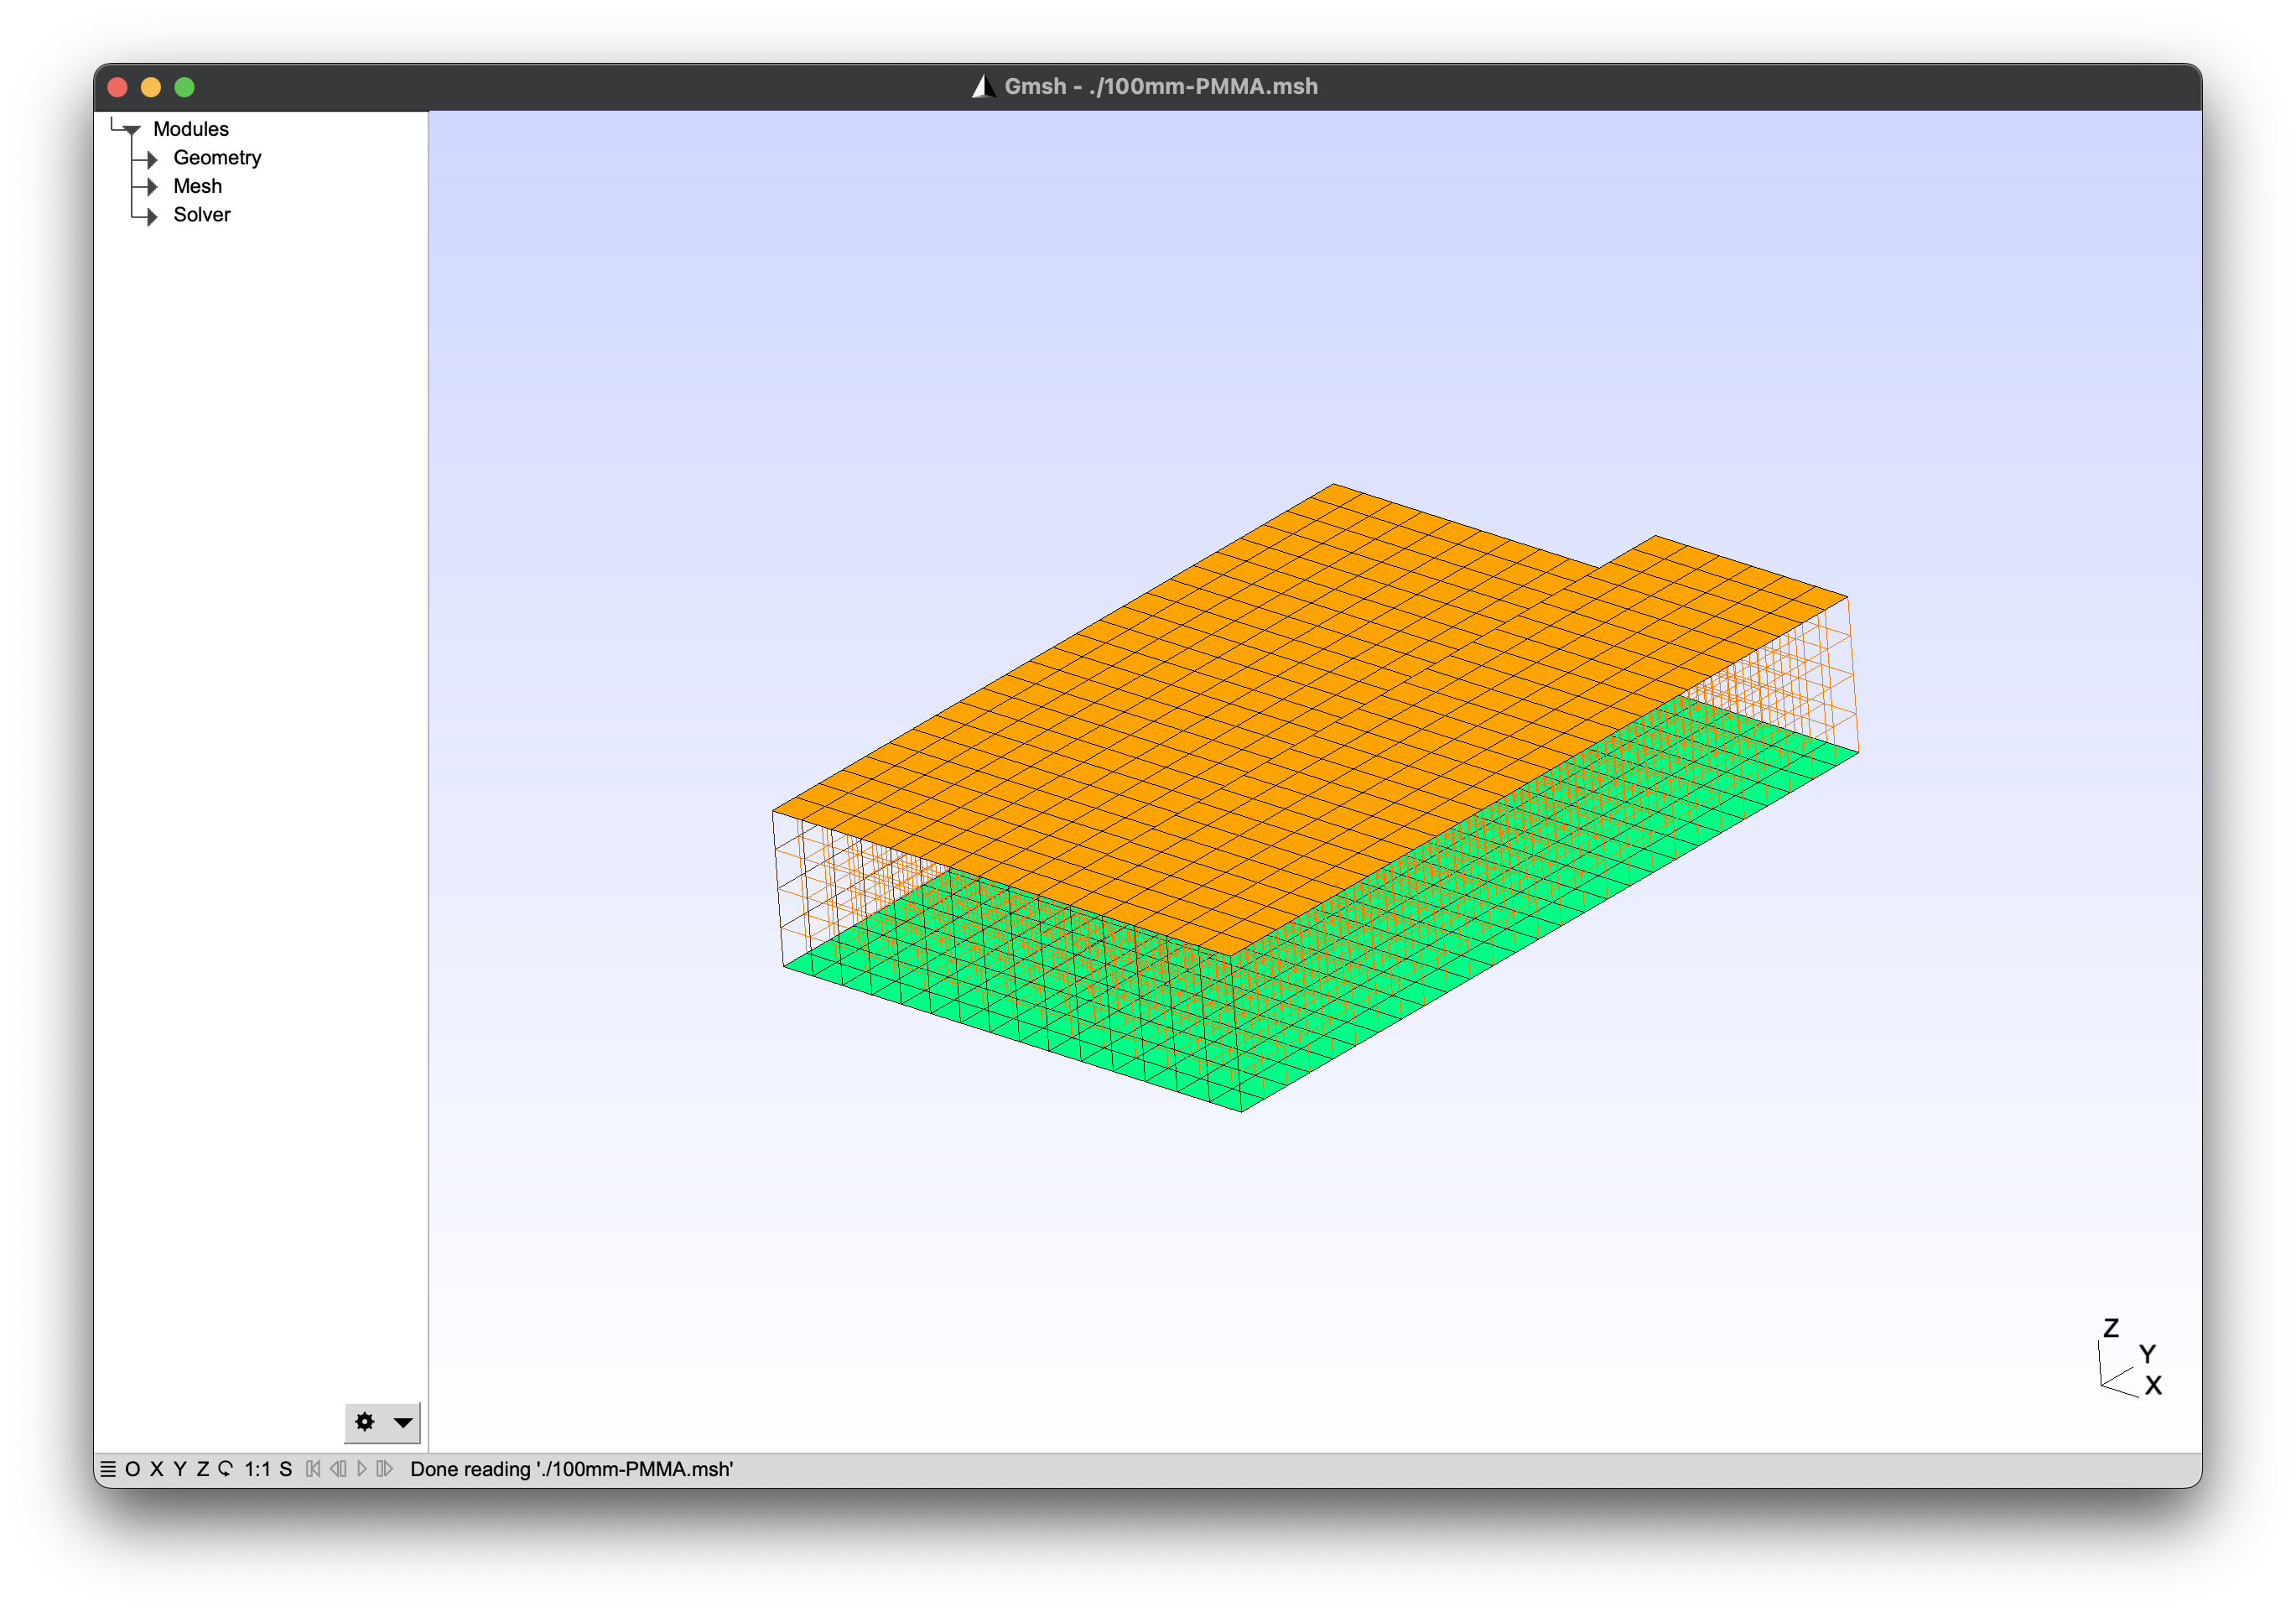 Gmsh - ./100mm-PMMA.msh
Modules
Geometry
Mesh
Solver
Z
Y
X
O X Y Z 1:1 S Done reading './100mm-PMMA.msh'